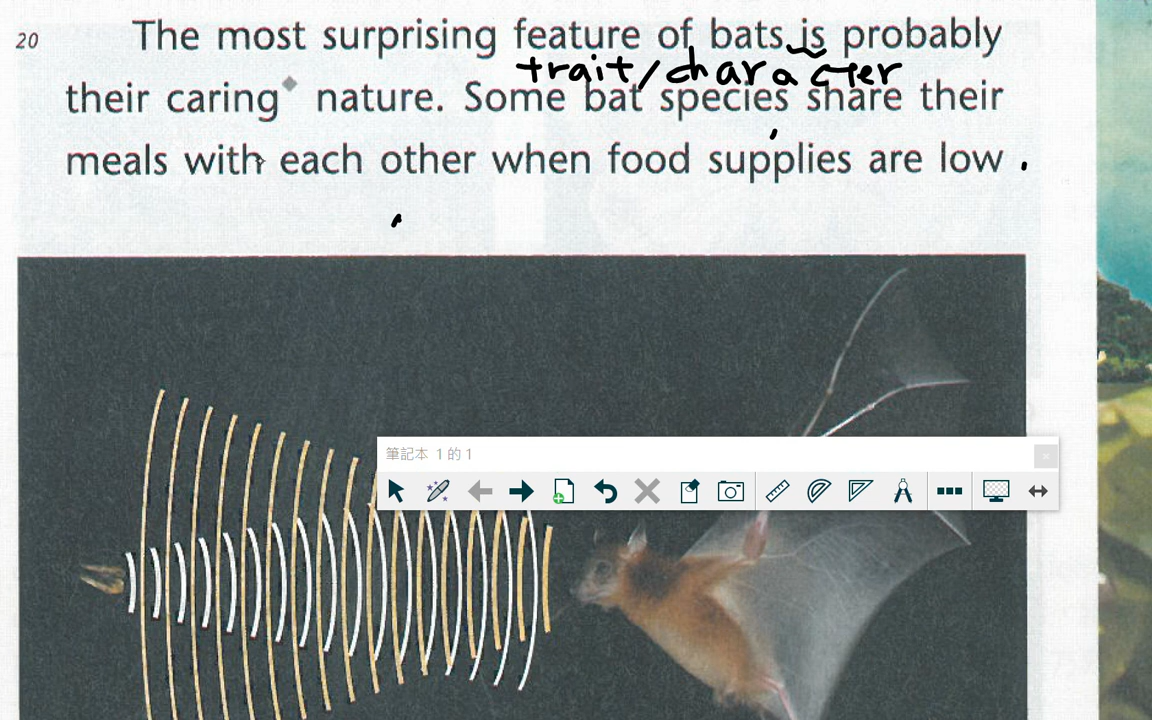 20
The most surprising feature of bats is probably
trait/character
their caring◆ nature. Some bat species share their
meals with each other when food supplies are low.
筆記本 1 的 1